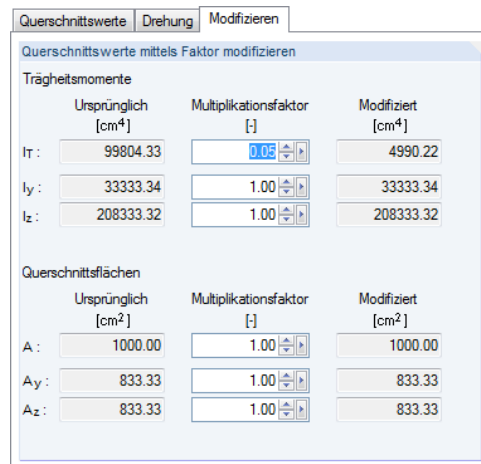 Querschnittswerte Drehung Modifizieren
Querschnittswerte mittels Faktor modifizieren
Trägheitsmomente
Ursprünglich Multiplikationsfaktor Modifiziert
[cm⁴] [-] [cm⁴]
IT : 99804.33 0.05 4990.22
Iy : 33333.34 1.00 33333.34
Iz : 208333.32 1.00 208333.32
Querschnittsflächen
Ursprünglich Multiplikationsfaktor Modifiziert
[cm²] [-] [cm²]
A : 1000.00 1.00 1000.00
Ay : 833.33 1.00 833.33
Az : 833.33 1.00 833.33